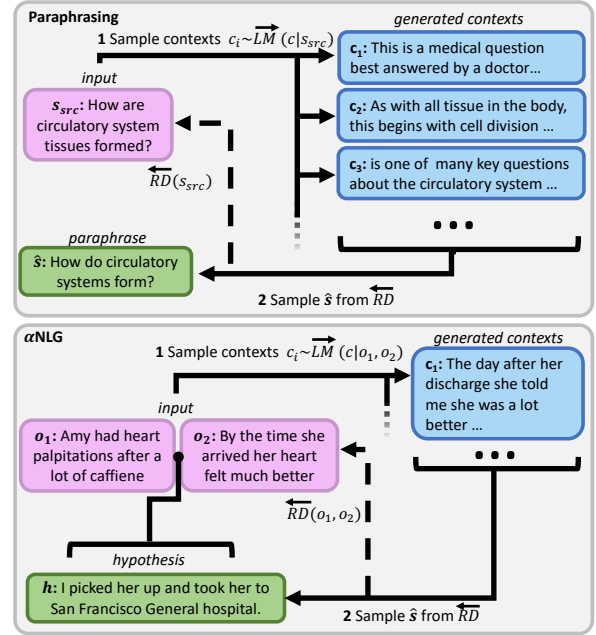 Paraphrasing
generated contexts
1 Sample contexts c_i~L⃗M⃗ (c|s_src)
c₁: This is a medical question
best answered by a doctor…
input
s_src: How are
circulatory system
tissues formed?
c₂: As with all tissue in the body,
this begins with cell division …
c₃: is one of many key questions
about the circulatory system …
R⃖D⃖(s_src)
...
paraphrase
ŝ: How do circulatory
systems form?
2 Sample ŝ from R⃖D⃖
αNLG
generated contexts
1 Sample contexts c_i~L⃗M⃗ (c|o₁, o₂)
c₁: The day after her
discharge she told
me she was a lot
better …
input
o₁: Amy had heart
palpitations after a
lot of caffiene
o₂: By the time she
arrived her heart
felt much better
...
R⃖D⃖(o₁, o₂)
hypothesis
h: I picked her up and took her to
San Francisco General hospital.
2 Sample ŝ from R⃖D⃖